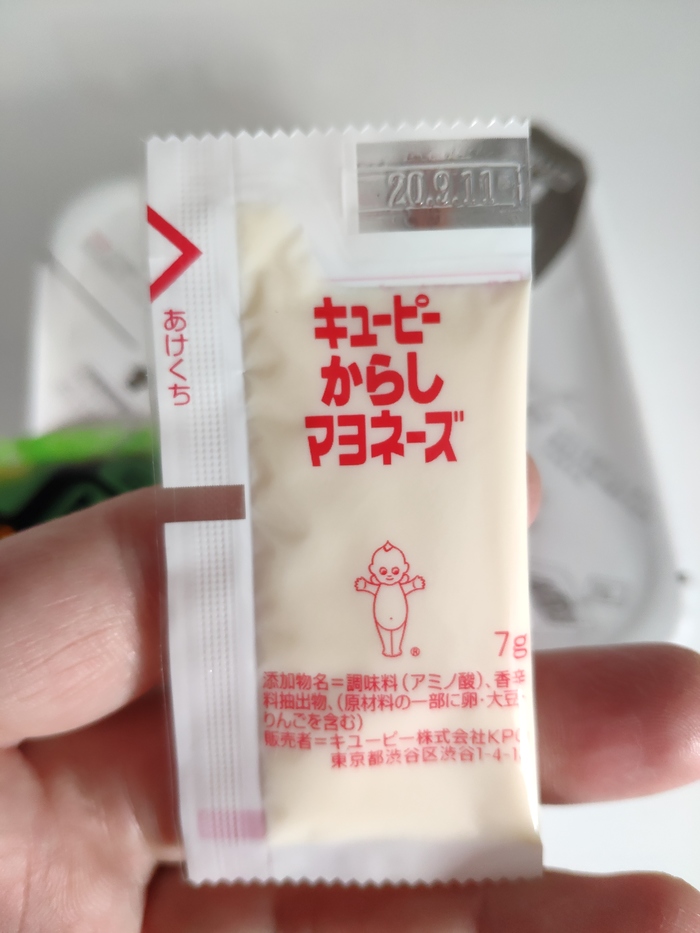 20.9.11
あけくち
キユーピー
からし
マヨネーズ
®
7g
添加物名=調味料(アミノ酸)、香辛
料抽出物、(原材料の一部に卵・大豆・
りんごを含む)
販売者=キユーピー株式会社KPC
東京都渋谷区渋谷1-4-1